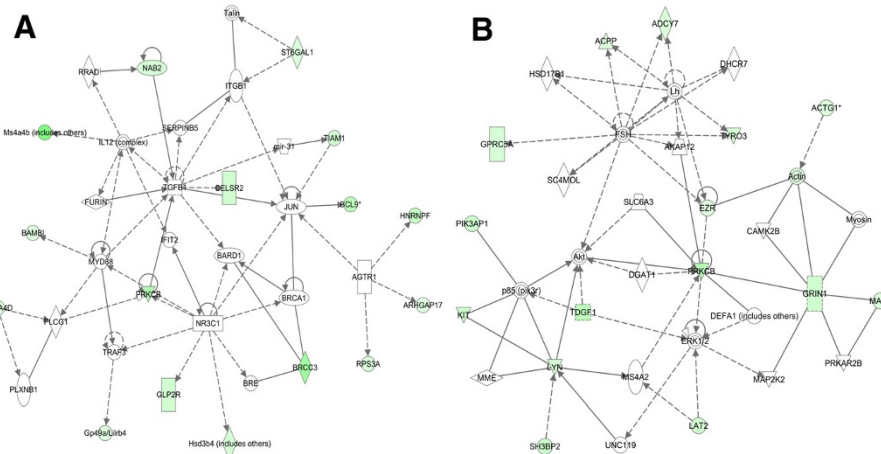 A
Talin
ST6GAL1
NAB2
RRAD
ITGB1
Ms4a4b (includes others)
SERPINB5
IL12 (complex)
mir-31
TIAM1
TGFB1
CELSR2
FURIN
JUN
BCL9*
HNRNPF
BAMBI
IFIT2
MYD88
BARD1
AGTR1
PRKCB
BRCA1
A4D
PLCG1
NR3C1
ARHGAP17
TRAF3
PLXNB1
GLP2R
BRE
BRCC3
RPS3A
Gp49a/Lilrb4
Hsd3b4 (includes others)
B
ADCY7
ACPP
HSD17B1
DHCR7
Lh
ACTG1*
FSH
TYRO3
GPRC5A
AKAP12
SC4MOL
Actin
SLC6A3
EZR
PIK3AP1
CAMK2B
Myosin
Akt
DGAT1
PRKCB
p85 (pik3r)
GRIN1
KIT
TDGF1
DEFA1 (includes others)
MA
ERK1/2
LYN
MME
MS4A2
MAP2K2
PRKAR2B
LAT2
SH3BP2
UNC119